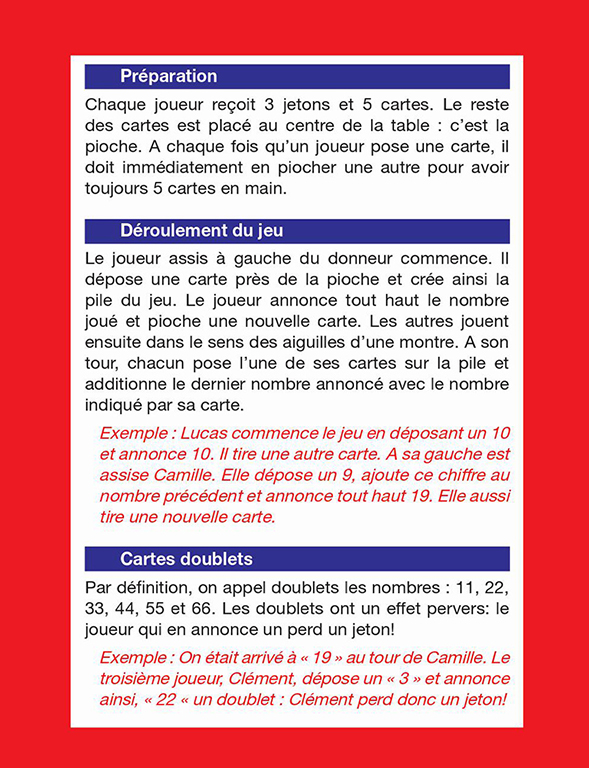 Préparation
Chaque joueur reçoit 3 jetons et 5 cartes. Le reste
des cartes est placé au centre de la table : c’est la
pioche. A chaque fois qu’un joueur pose une carte, il
doit immédiatement en piocher une autre pour avoir
toujours 5 cartes en main.
Déroulement du jeu
Le joueur assis à gauche du donneur commence. Il
dépose une carte près de la pioche et crée ainsi la
pile du jeu. Le joueur annonce tout haut le nombre
joué et pioche une nouvelle carte. Les autres jouent
ensuite dans le sens des aiguilles d’une montre. A son
tour, chacun pose l’une de ses cartes sur la pile et
additionne le dernier nombre annoncé avec le nombre
indiqué par sa carte.
Exemple : Lucas commence le jeu en déposant un 10
et annonce 10. Il tire une autre carte. A sa gauche est
assise Camille. Elle dépose un 9, ajoute ce chiffre au
nombre précédent et annonce tout haut 19. Elle aussi
tire une nouvelle carte.
Cartes doublets
Par définition, on appel doublets les nombres : 11, 22,
33, 44, 55 et 66. Les doublets ont un effet pervers: le
joueur qui en annonce un perd un jeton!
Exemple : On était arrivé à « 19 » au tour de Camille. Le
troisième joueur, Clément, dépose un « 3 » et annonce
ainsi, « 22 « un doublet : Clément perd donc un jeton!